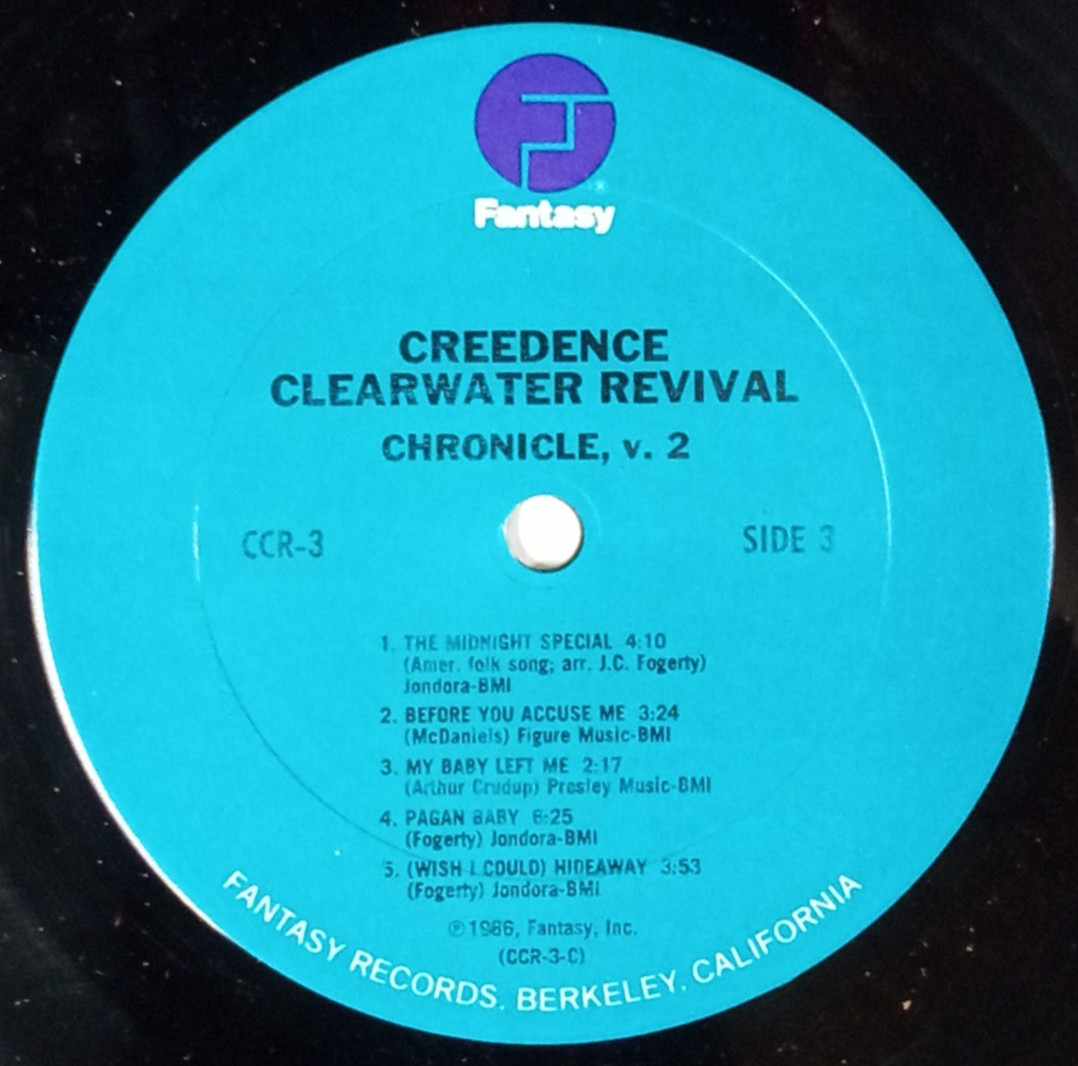 Fantasy
CREEDENCE
CLEARWATER REVIVAL
CHRONICLE, v. 2
CCR-3
SIDE 3
1. THE MIDNIGHT SPECIAL 4:10
(Amer. folk song; arr. J.C. Fogerty)
Jondora-BMI
2. BEFORE YOU ACCUSE ME 3:24
(McDaniels) Figure Music-BMI
3. MY BABY LEFT ME 2:17
(Arthur Crudup) Presley Music-BMI
4. PAGAN BABY 6:25
(Fogerty) Jondora-BMI
5. (WISH I COULD) HIDEAWAY 3:53
(Fogerty) Jondora-BMI
℗1986, Fantasy, Inc.
(CCR-3-C)
FANTASY RECORDS. BERKELEY. CALIFORNIA